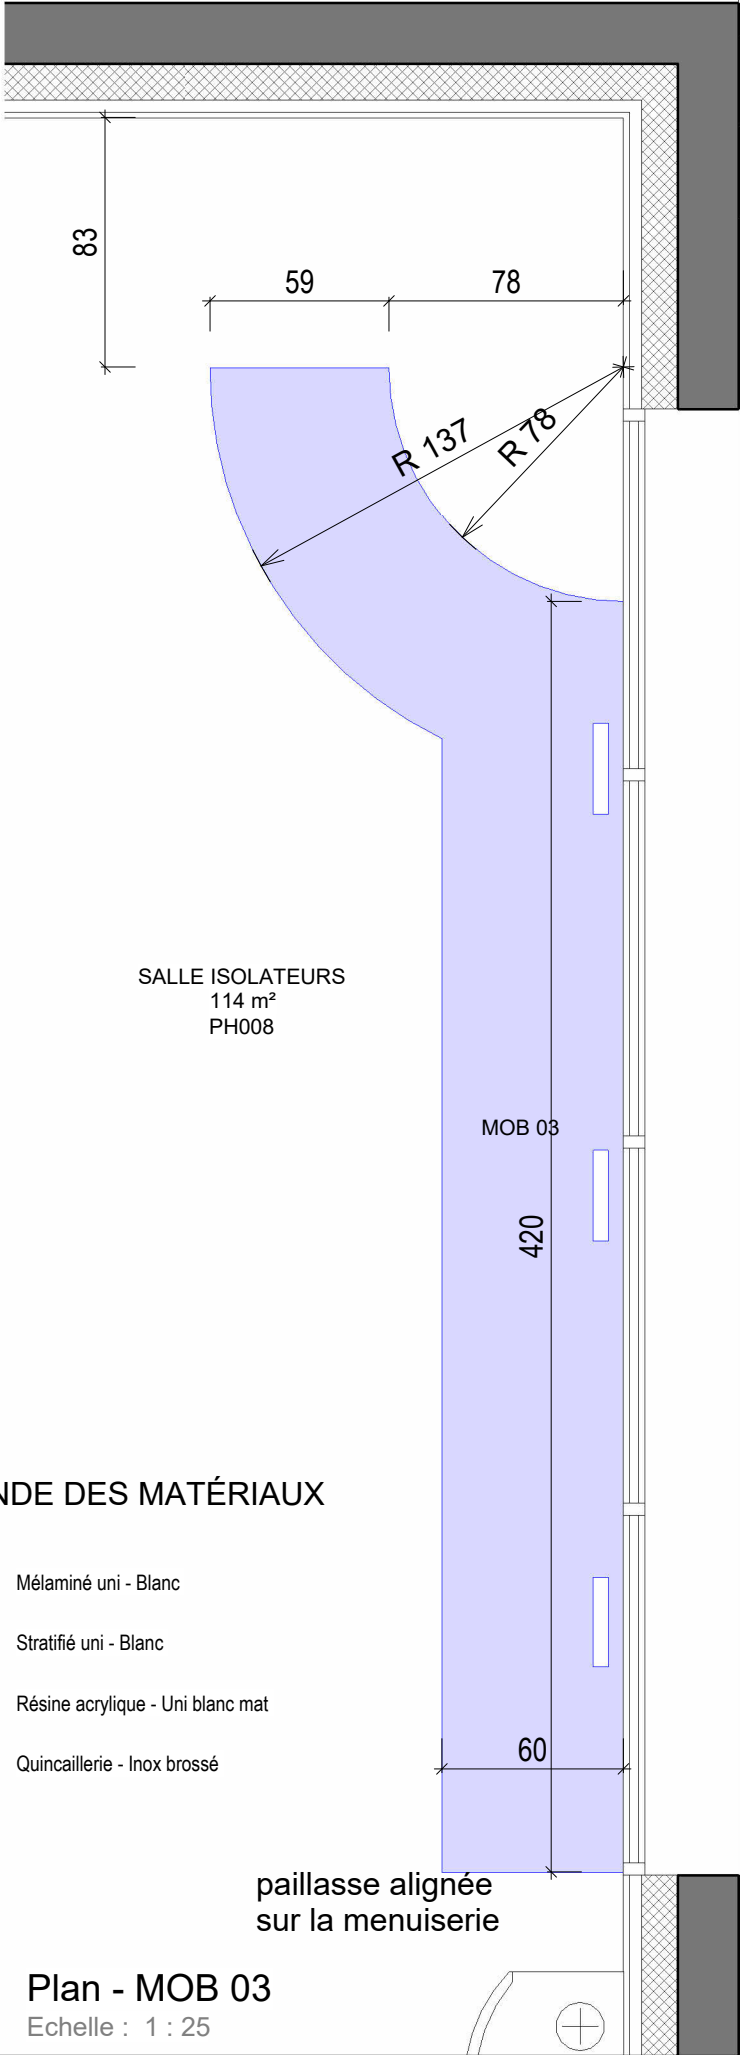 83
59
78
R 137
R 78
SALLE ISOLATEURS
114 m²
PH008
MOB 03
420
NDE DES MATÉRIAUX
Mélaminé uni - Blanc
Stratifié uni - Blanc
Résine acrylique - Uni blanc mat
Quincaillerie - Inox brossé
60
paillasse alignée
sur la menuiserie
Plan - MOB 03
Echelle : 1 : 25